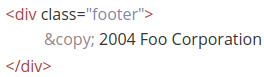 <div class="footer">
&copy; 2004 Foo Corporation
</div>